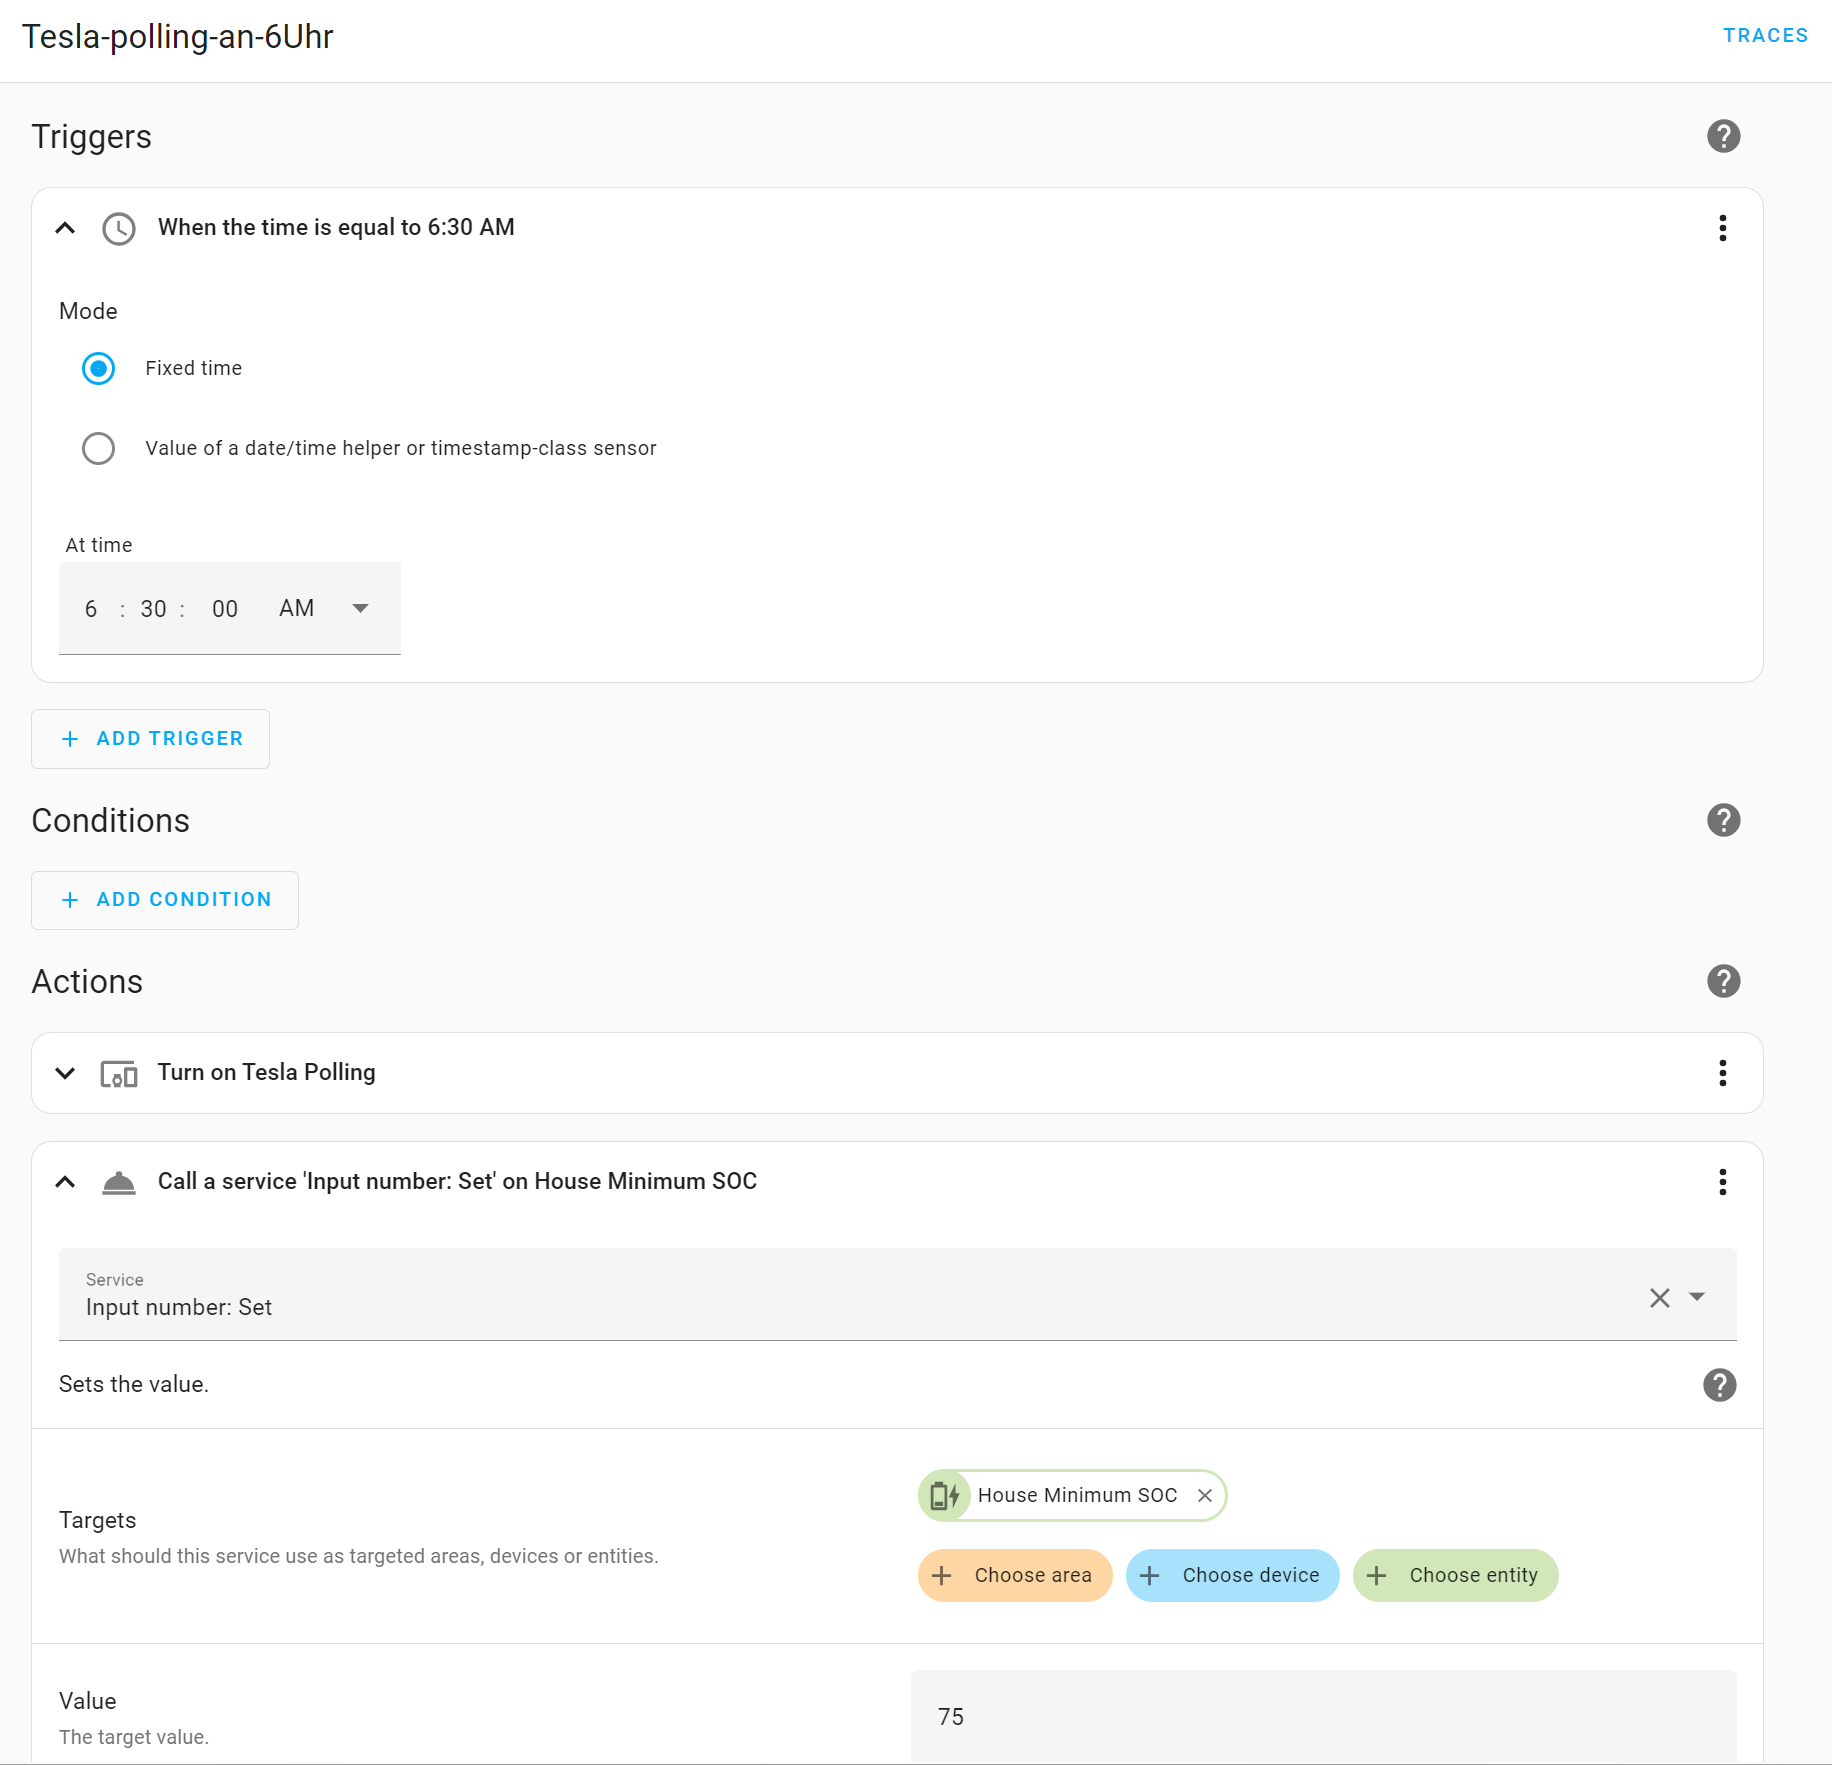 Tesla-polling-an-6Uhr
TRACES
Triggers
When the time is equal to 6:30 AM
Mode
Fixed time
Value of a date/time helper or timestamp-class sensor
At time
6 : 30 : 00 AM
ADD TRIGGER
Conditions
ADD CONDITION
Actions
Turn on Tesla Polling
Call a service 'Input number: Set' on House Minimum SOC
Service
Input number: Set
Sets the value.
House Minimum SOC
Targets
What should this service use as targeted areas, devices or entities.
Choose area
Choose device
Choose entity
Value
75
The target value.